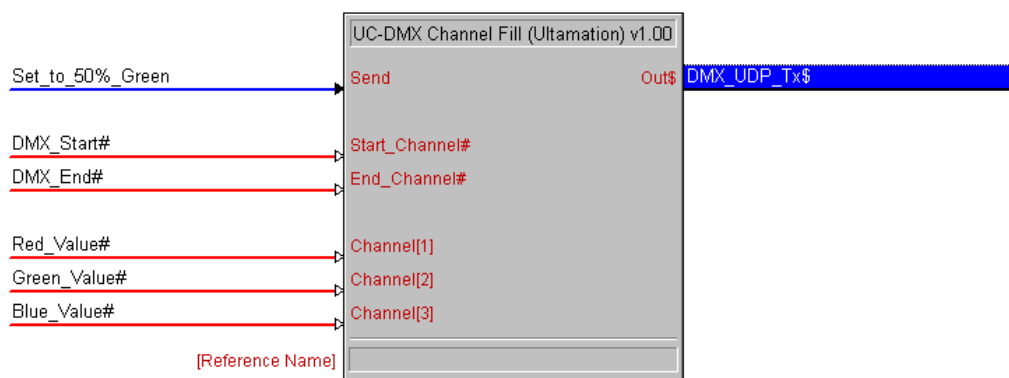 UC-DMX Channel Fill (Ultamation) v1.00
Set_to_50%_Green Send Out$ DMX_UDP_Tx$
DMX_Start# Start_Channel#
DMX_End# End_Channel#
Red_Value# Channel[1]
Green_Value# Channel[2]
Blue_Value# Channel[3]
[Reference Name]